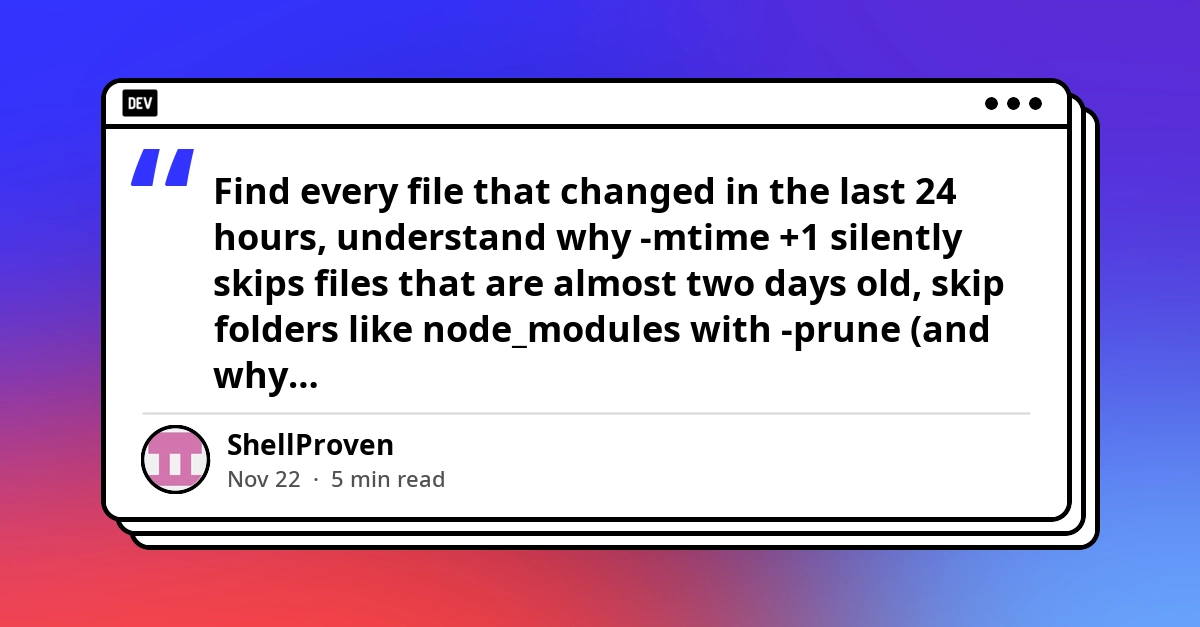 DEV
Find every file that changed in the last 24
hours, understand why -mtime +1 silently
skips files that are almost two days old, skip
folders like node_modules with -prune (and
why...
ShellProven
Nov 22 · 5 min read